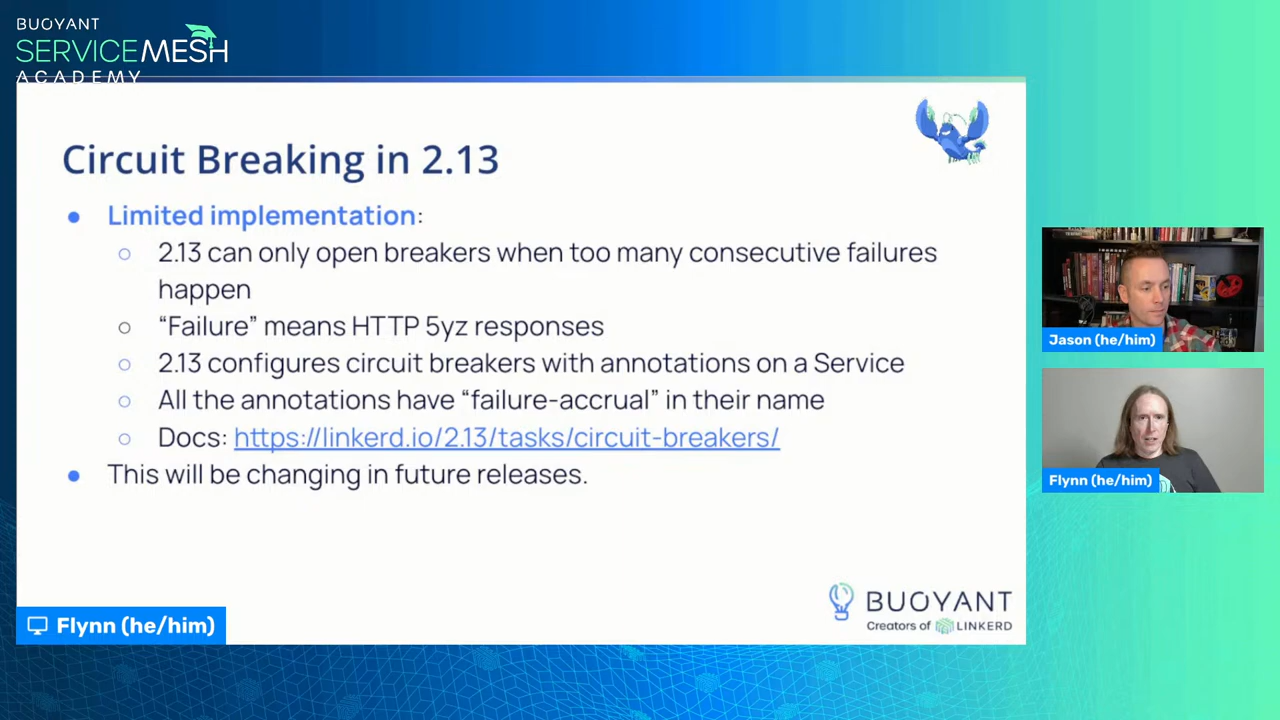 BUOYANT
SERVICEMESH
ACADEMY
Circuit Breaking in 2.13
● Limited implementation:
○ 2.13 can only open breakers when too many consecutive failures
happen
○ “Failure” means HTTP 5yz responses
○ 2.13 configures circuit breakers with annotations on a Service
○ All the annotations have “failure-accrual” in their name
○ Docs: https://linkerd.io/2.13/tasks/circuit-breakers/
● This will be changing in future releases.
BUOYANT
Creators of LINKERD
Flynn (he/him)
Jason (he/him)
Flynn (he/him)